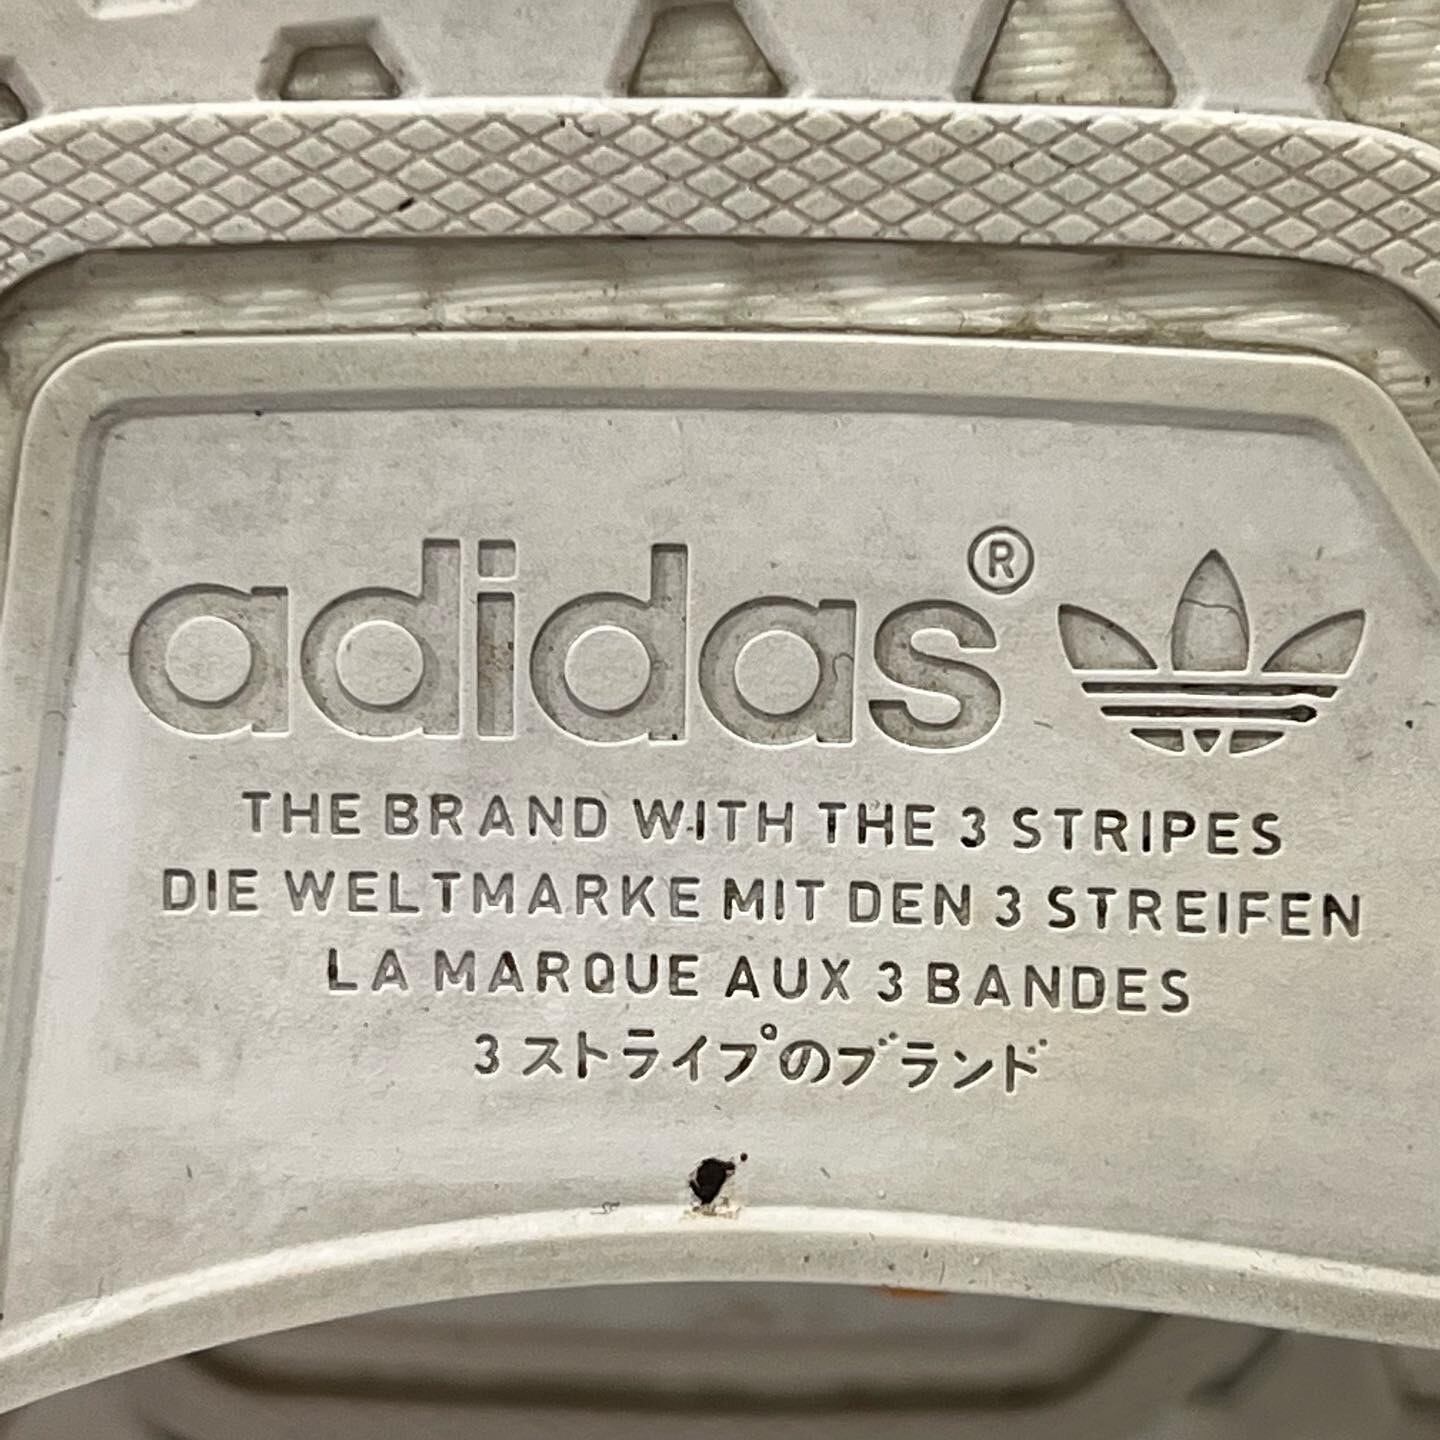 adidas®
THE BRAND WITH THE 3 STRIPES
DIE WELTMARKE MIT DEN 3 STREIFEN
LA MARQUE AUX 3 BANDES
3 ストライプのブランド